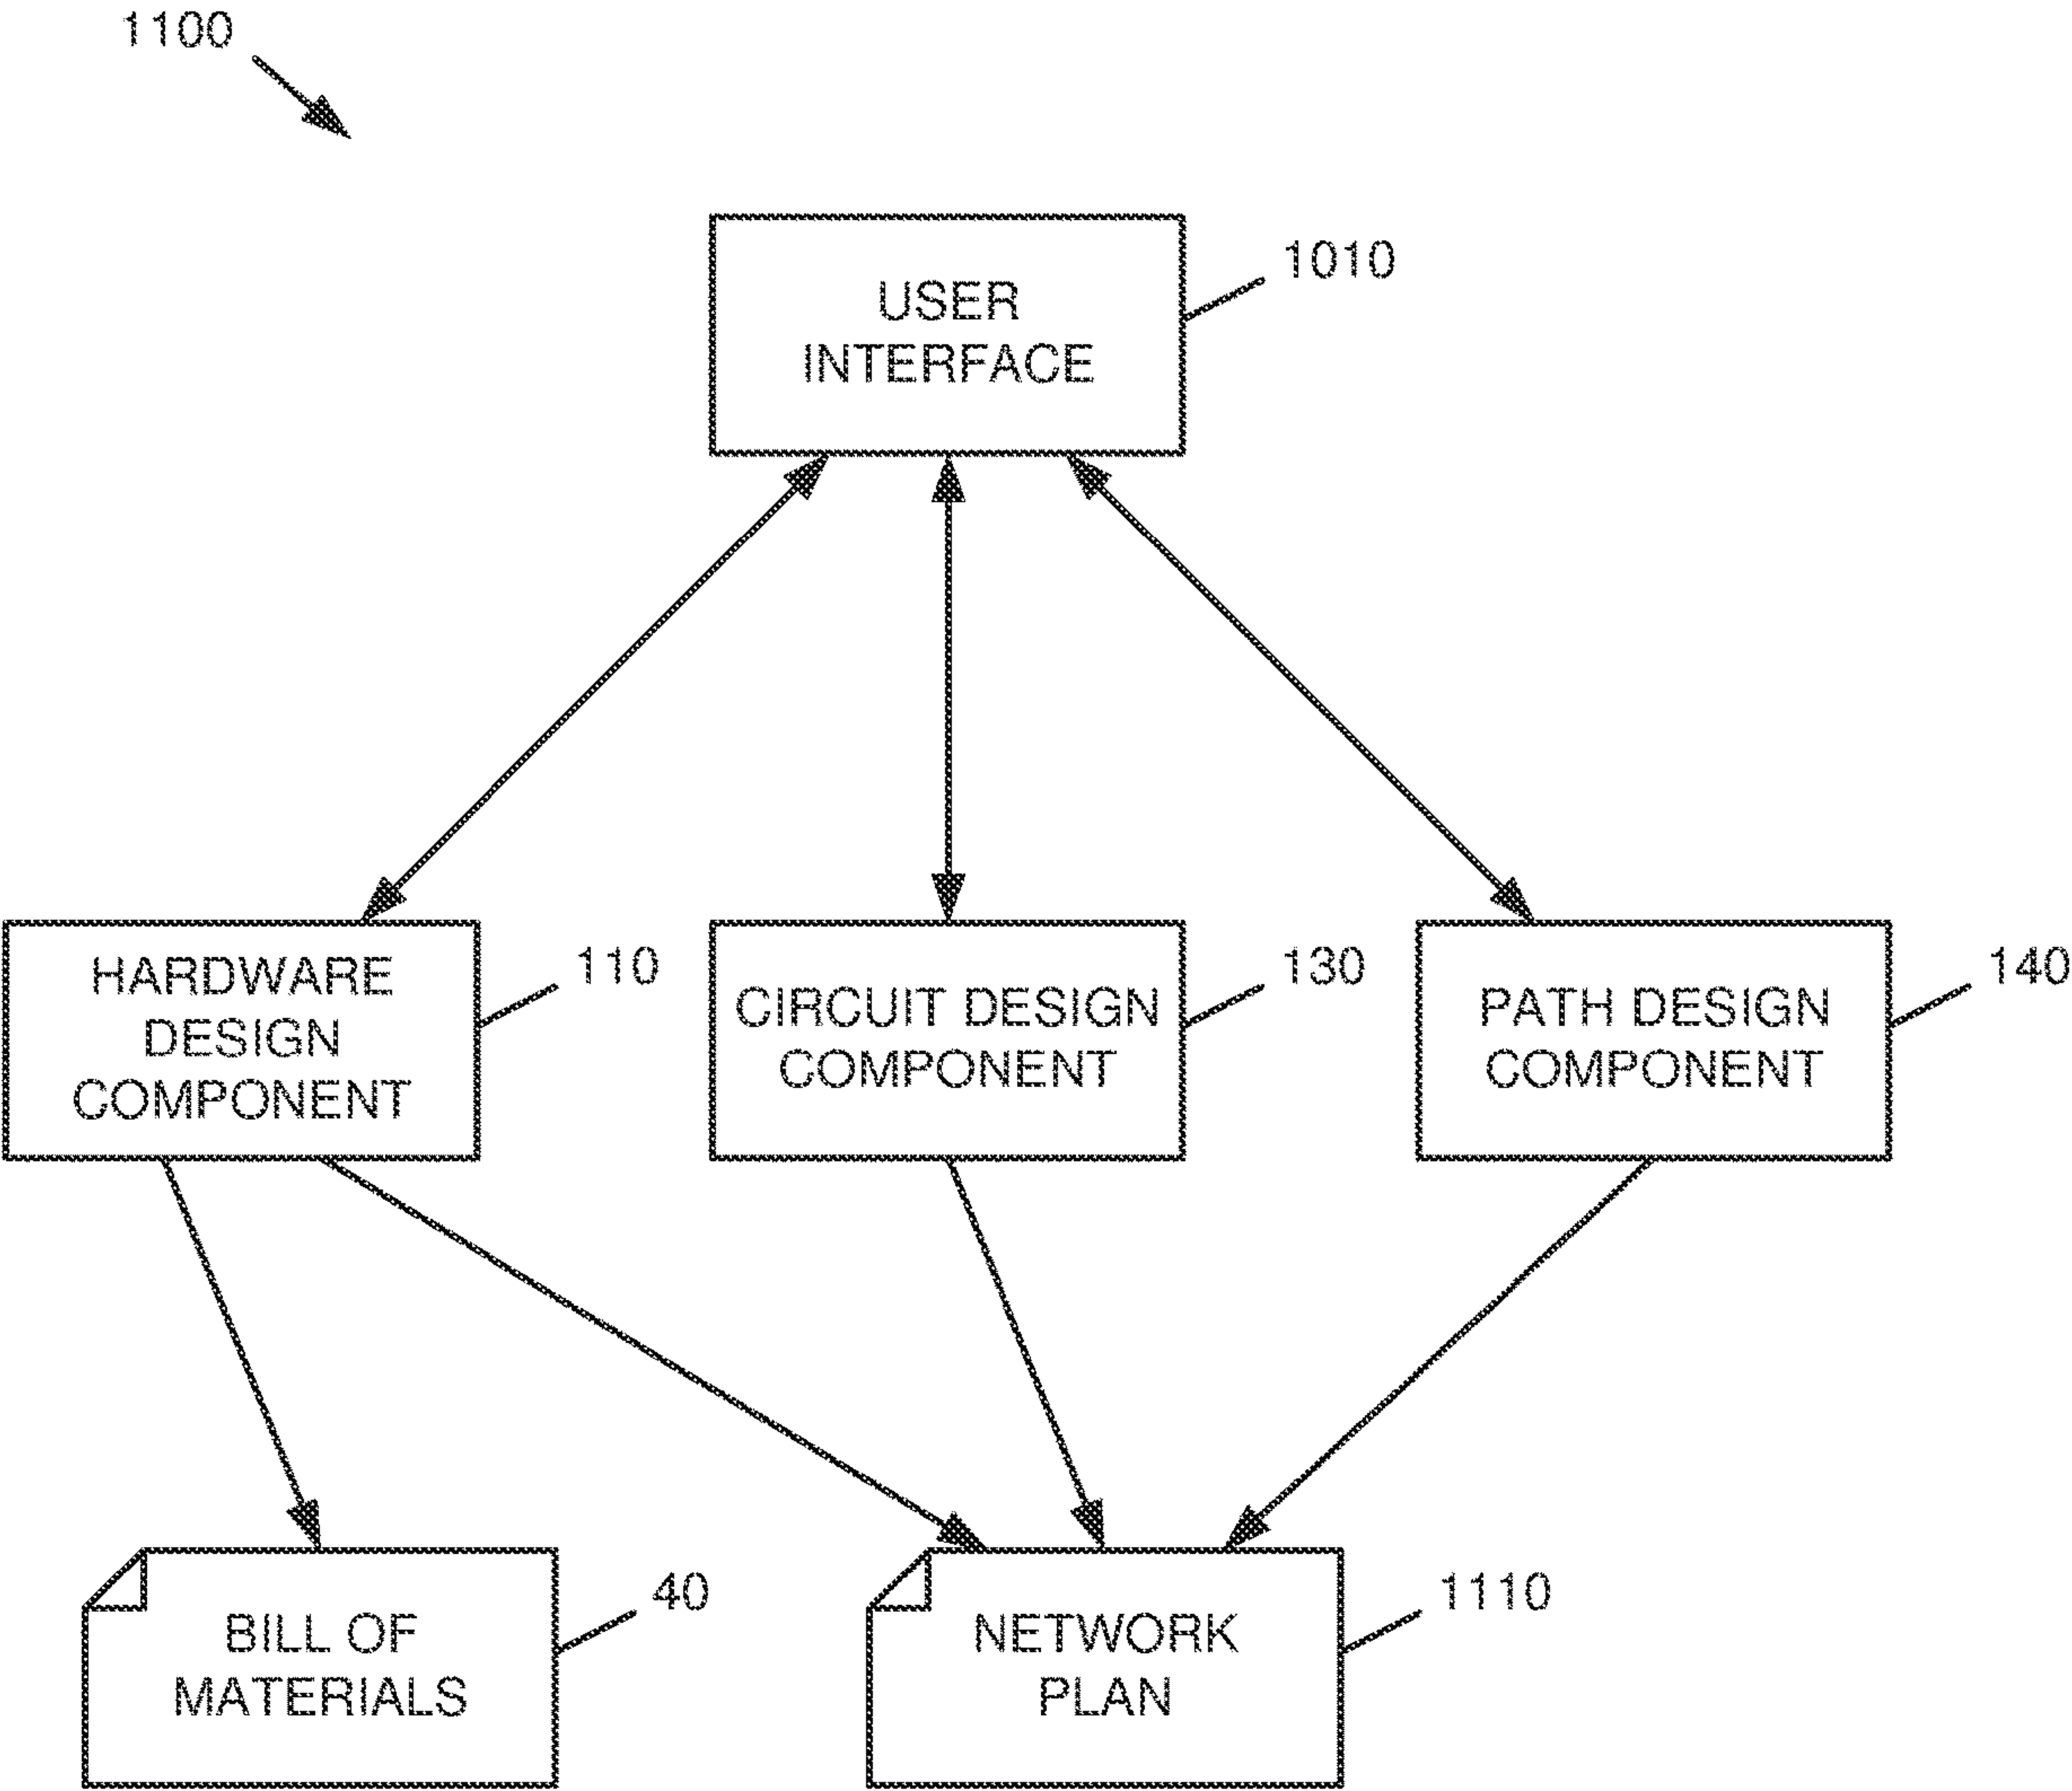 1100
USER
INTERFACE
1010
HARDWARE
DESIGN
COMPONENT
110
CIRCUIT DESIGN
COMPONENT
130
PATH DESIGN
COMPONENT
140
BILL OF
MATERIALS
40
NETWORK
PLAN
1110